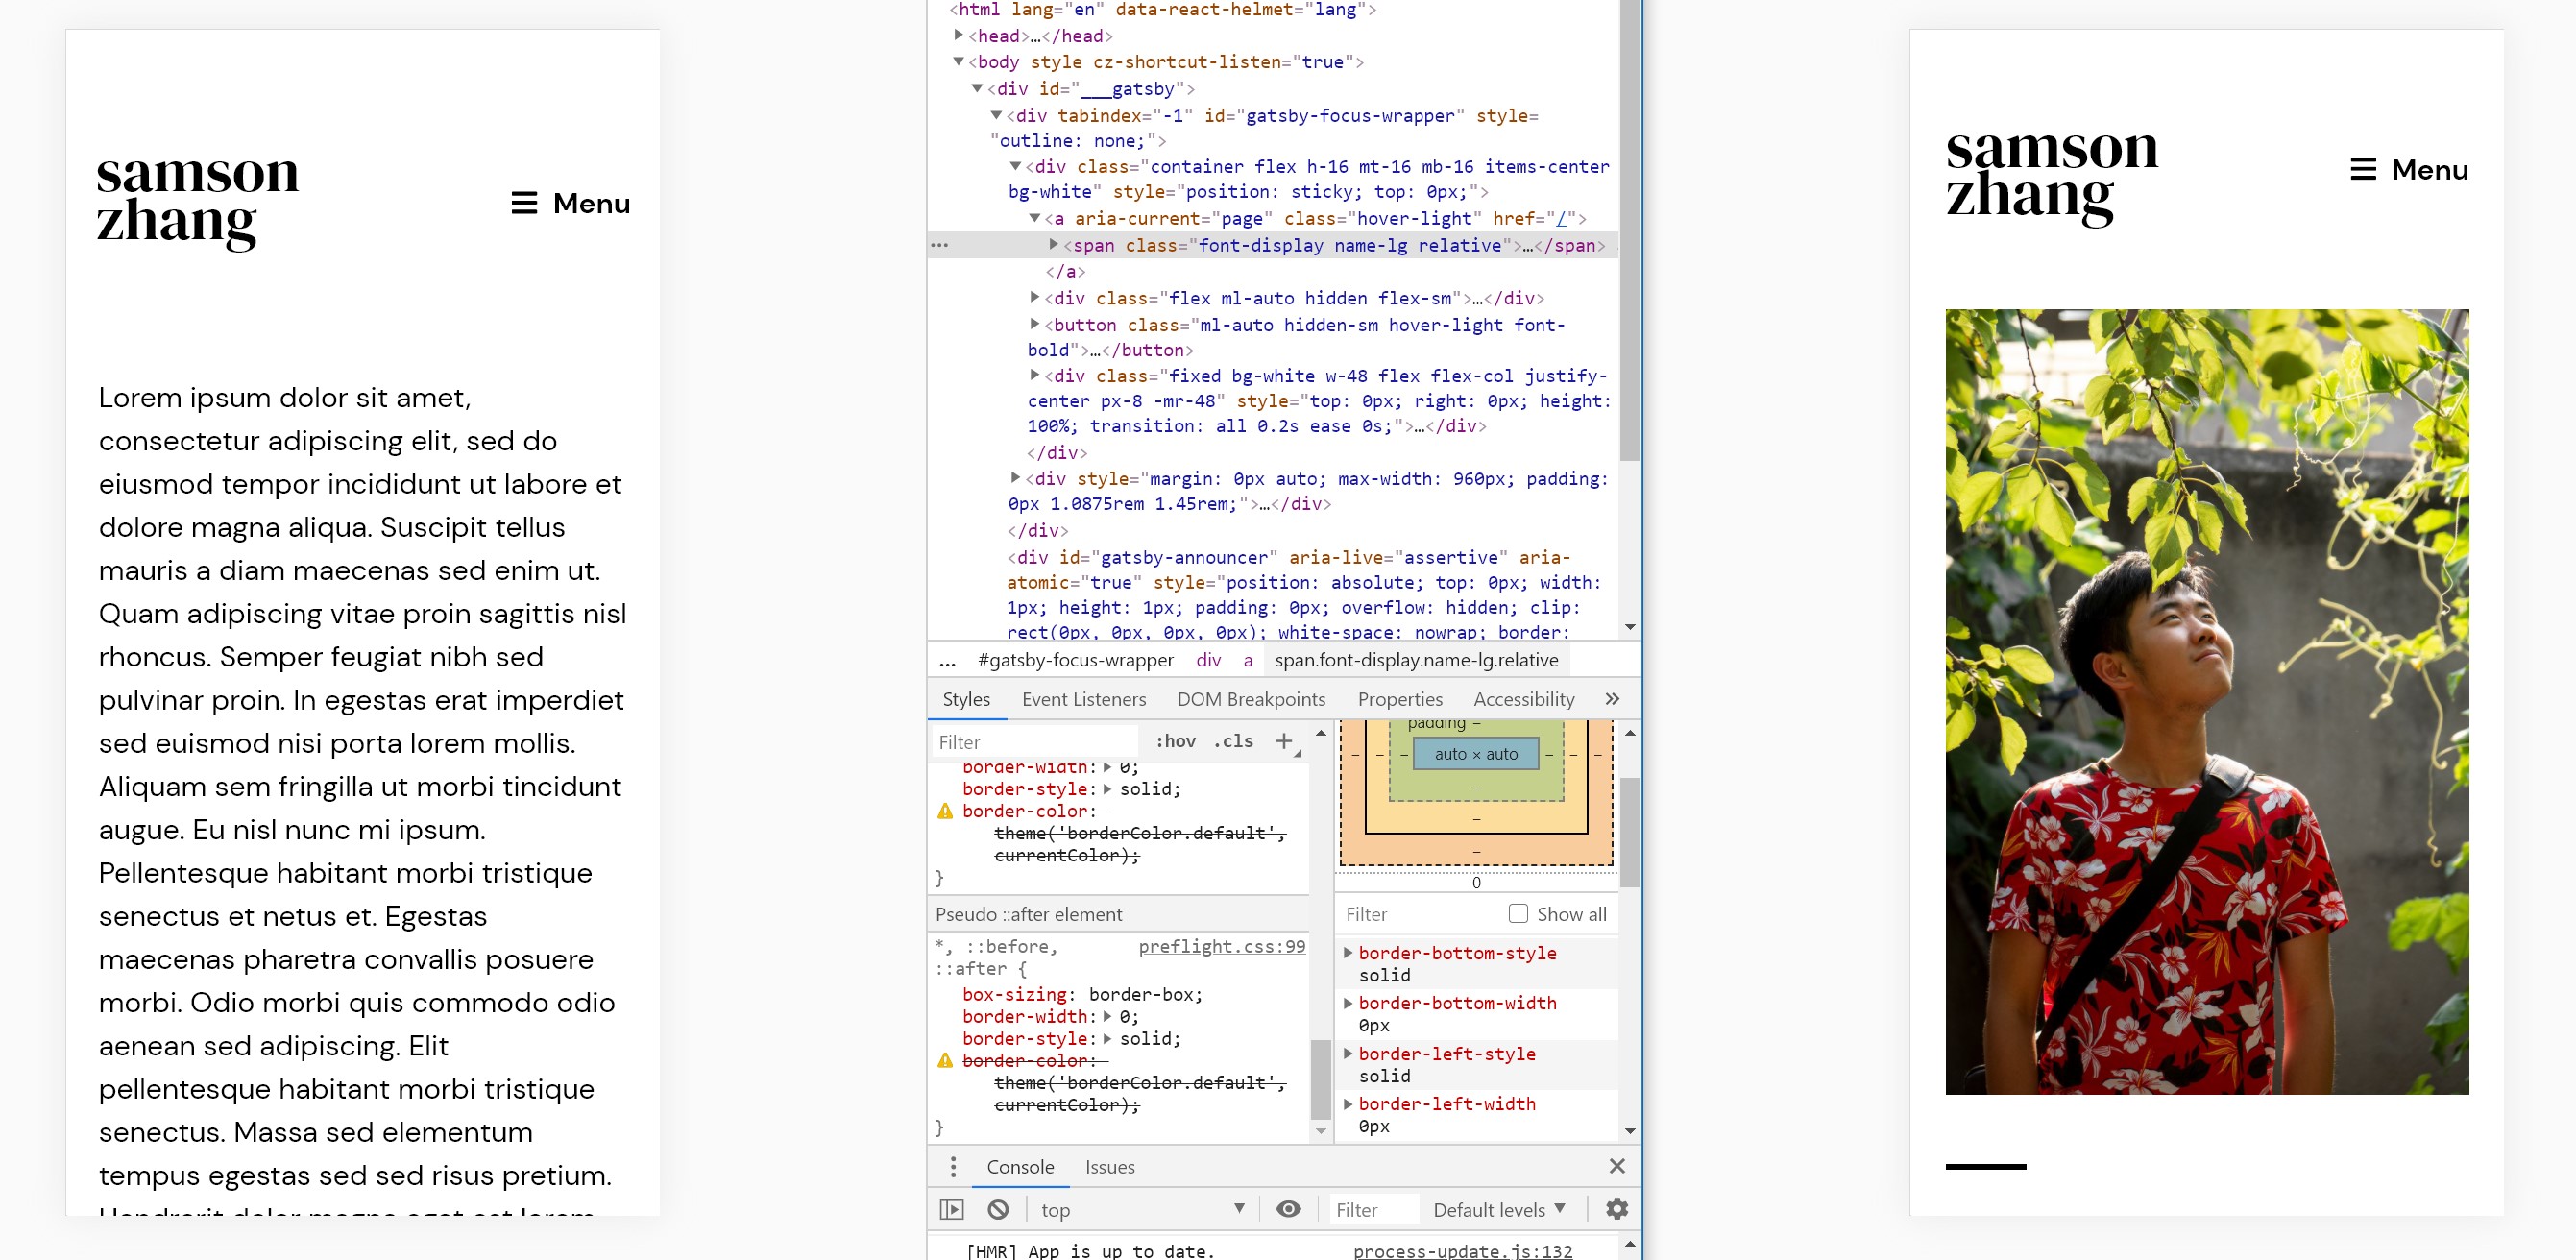 samson
zhang
Menu
Lorem ipsum dolor sit amet,
consectetur adipiscing elit, sed do
eiusmod tempor incididunt ut labore et
dolore magna aliqua. Suscipit tellus
mauris a diam maecenas sed enim ut.
Quam adipiscing vitae proin sagittis nisl
rhoncus. Semper feugiat nibh sed
pulvinar proin. In egestas erat imperdiet
sed euismod nisi porta lorem mollis.
Aliquam sem fringilla ut morbi tincidunt
augue. Eu nisl nunc mi ipsum.
Pellentesque habitant morbi tristique
senectus et netus et. Egestas
maecenas pharetra convallis posuere
morbi. Odio morbi quis commodo odio
aenean sed adipiscing. Elit
pellentesque habitant morbi tristique
senectus. Massa sed elementum
tempus egestas sed sed risus pretium.
<html lang="en" data-react-helmet="lang">
<head>…</head>
<body style cz-shortcut-listen="true">
<div id="___gatsby">
<div tabindex="-1" id="gatsby-focus-wrapper" style=
"outline: none;">
<div class="container flex h-16 mt-16 mb-16 items-center
bg-white" style="position: sticky; top: 0px;">
<a aria-current="page" class="hover-light" href="/">
<span class="font-display name-lg relative">…</span>
</a>
<div class="flex ml-auto hidden flex-sm">…</div>
<button class="ml-auto hidden-sm hover-light font-
bold">…</button>
<div class="fixed bg-white w-48 flex flex-col justify-
center px-8 -mr-48" style="top: 0px; right: 0px; height:
100%; transition: all 0.2s ease 0s;">…</div>
</div>
<div style="margin: 0px auto; max-width: 960px; padding:
0px 1.0875rem 1.45rem;">…</div>
</div>
<div id="gatsby-announcer" aria-live="assertive" aria-
atomic="true" style="position: absolute; top: 0px; width:
1px; height: 1px; padding: 0px; overflow: hidden; clip:
rect(0px, 0px, 0px, 0px); white-space: nowrap; border:
… #gatsby-focus-wrapper div a span.font-display.name-lg.relative
Styles Event Listeners DOM Breakpoints Properties Accessibility »
Filter :hov .cls +
border-width: 0;
border-style: solid;
border-color:
theme('borderColor.default',
currentColor);
}
Pseudo ::after element
*, ::before, preflight.css:99
::after {
box-sizing: border-box;
border-width: 0;
border-style: solid;
border-color:
theme('borderColor.default',
currentColor);
}
padding –
auto × auto
0
Filter Show all
border-bottom-style
solid
border-bottom-width
0px
border-left-style
solid
border-left-width
0px
Console Issues
top Filter Default levels
[HMR] App is up to date. process-update.js:132
samson
zhang
Menu